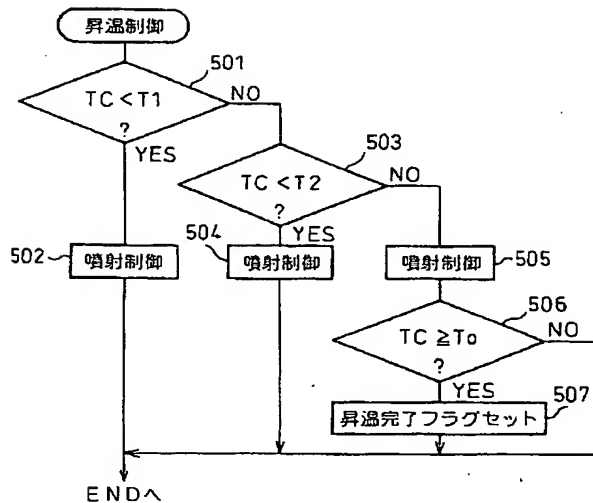 昇温制御
501
TC<T1
?
NO
YES
503
TC<T2
?
NO
YES
502
噴射制御
504
噴射制御
噴射制御
505
506
TC≧To
?
NO
YES
507
昇温完了フラグセット
ENDへ